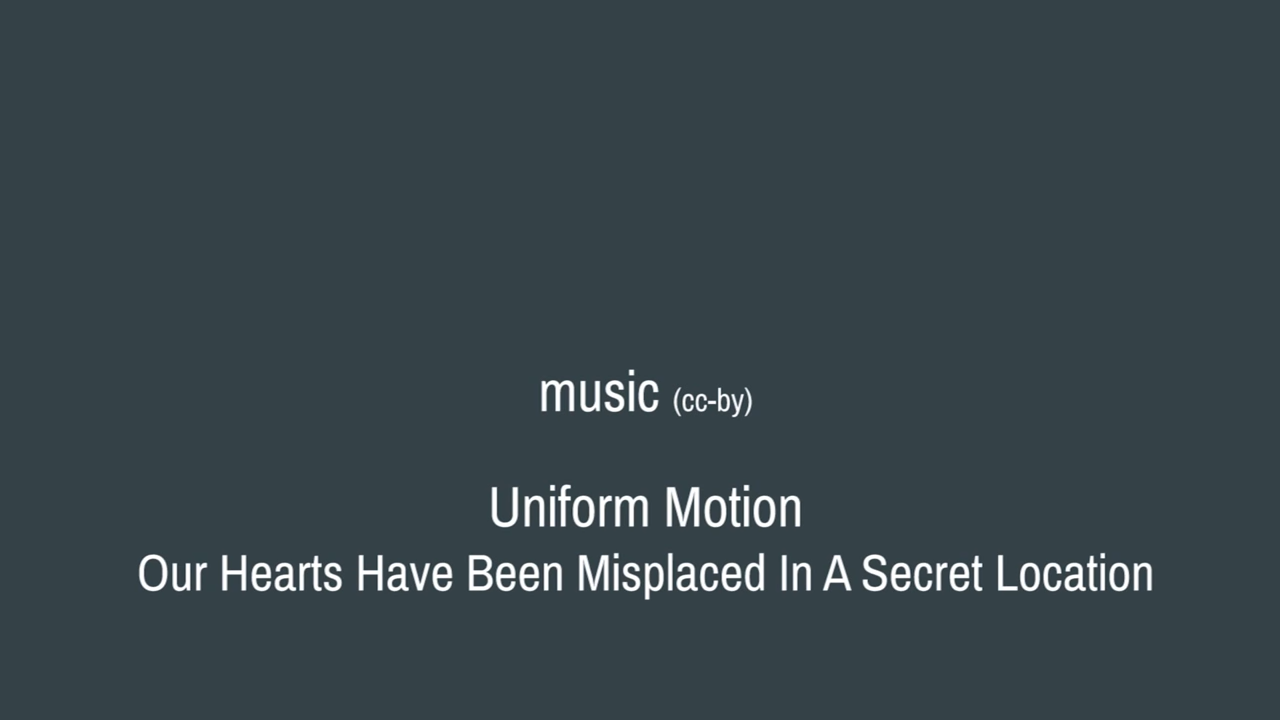 music (cc-by)
Uniform Motion
Our Hearts Have Been Misplaced In A Secret Location